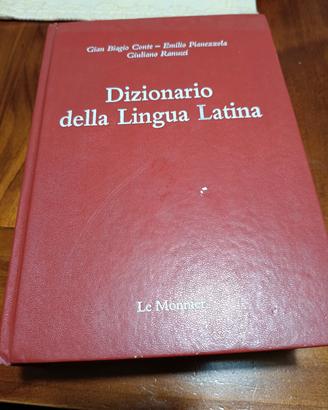 Gian Biagio Conte – Emilio Pianezzola
Giuliano Ranucci
Dizionario
della Lingua Latina
Le Monnier